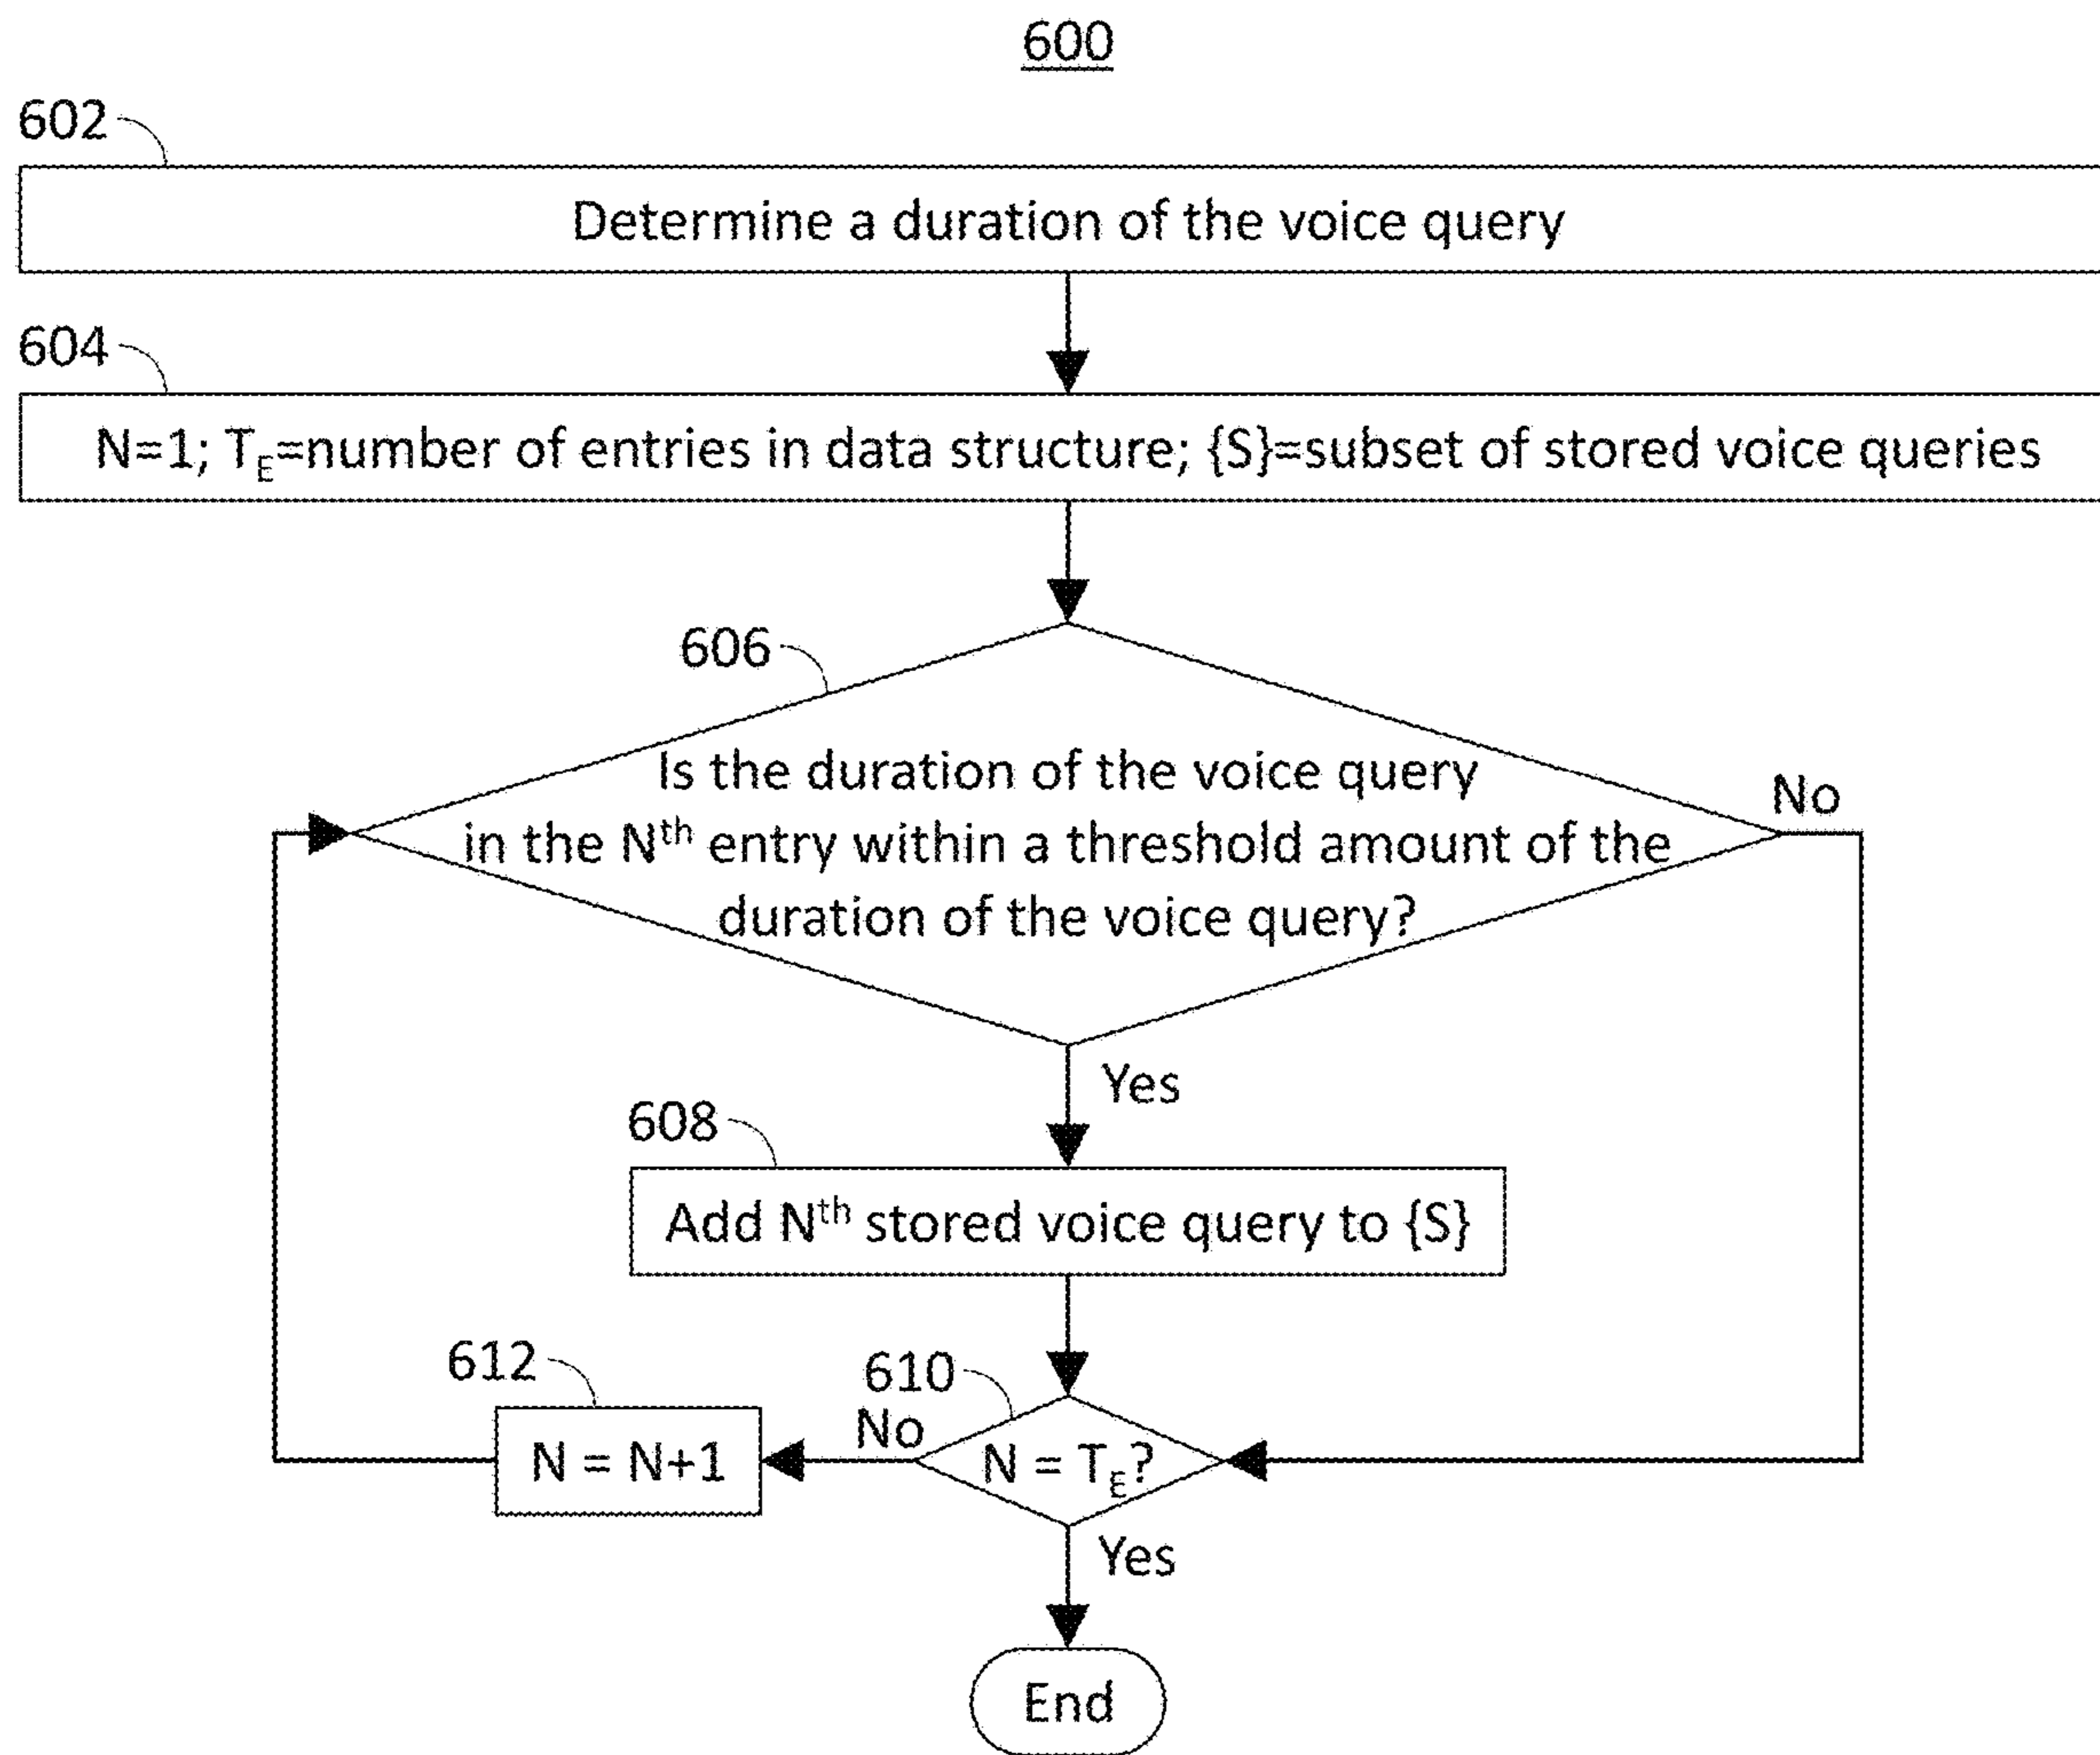 600
602
Determine a duration of the voice query
604
N=1; T_E=number of entries in data structure; {S}=subset of stored voice queries
606
Is the duration of the voice query
in the Nᵗʰ entry within a threshold amount of the
duration of the voice query?
No
Yes
608
Add Nᵗʰ stored voice query to {S}
612
610
No
N = N+1
N = T_E?
Yes
End